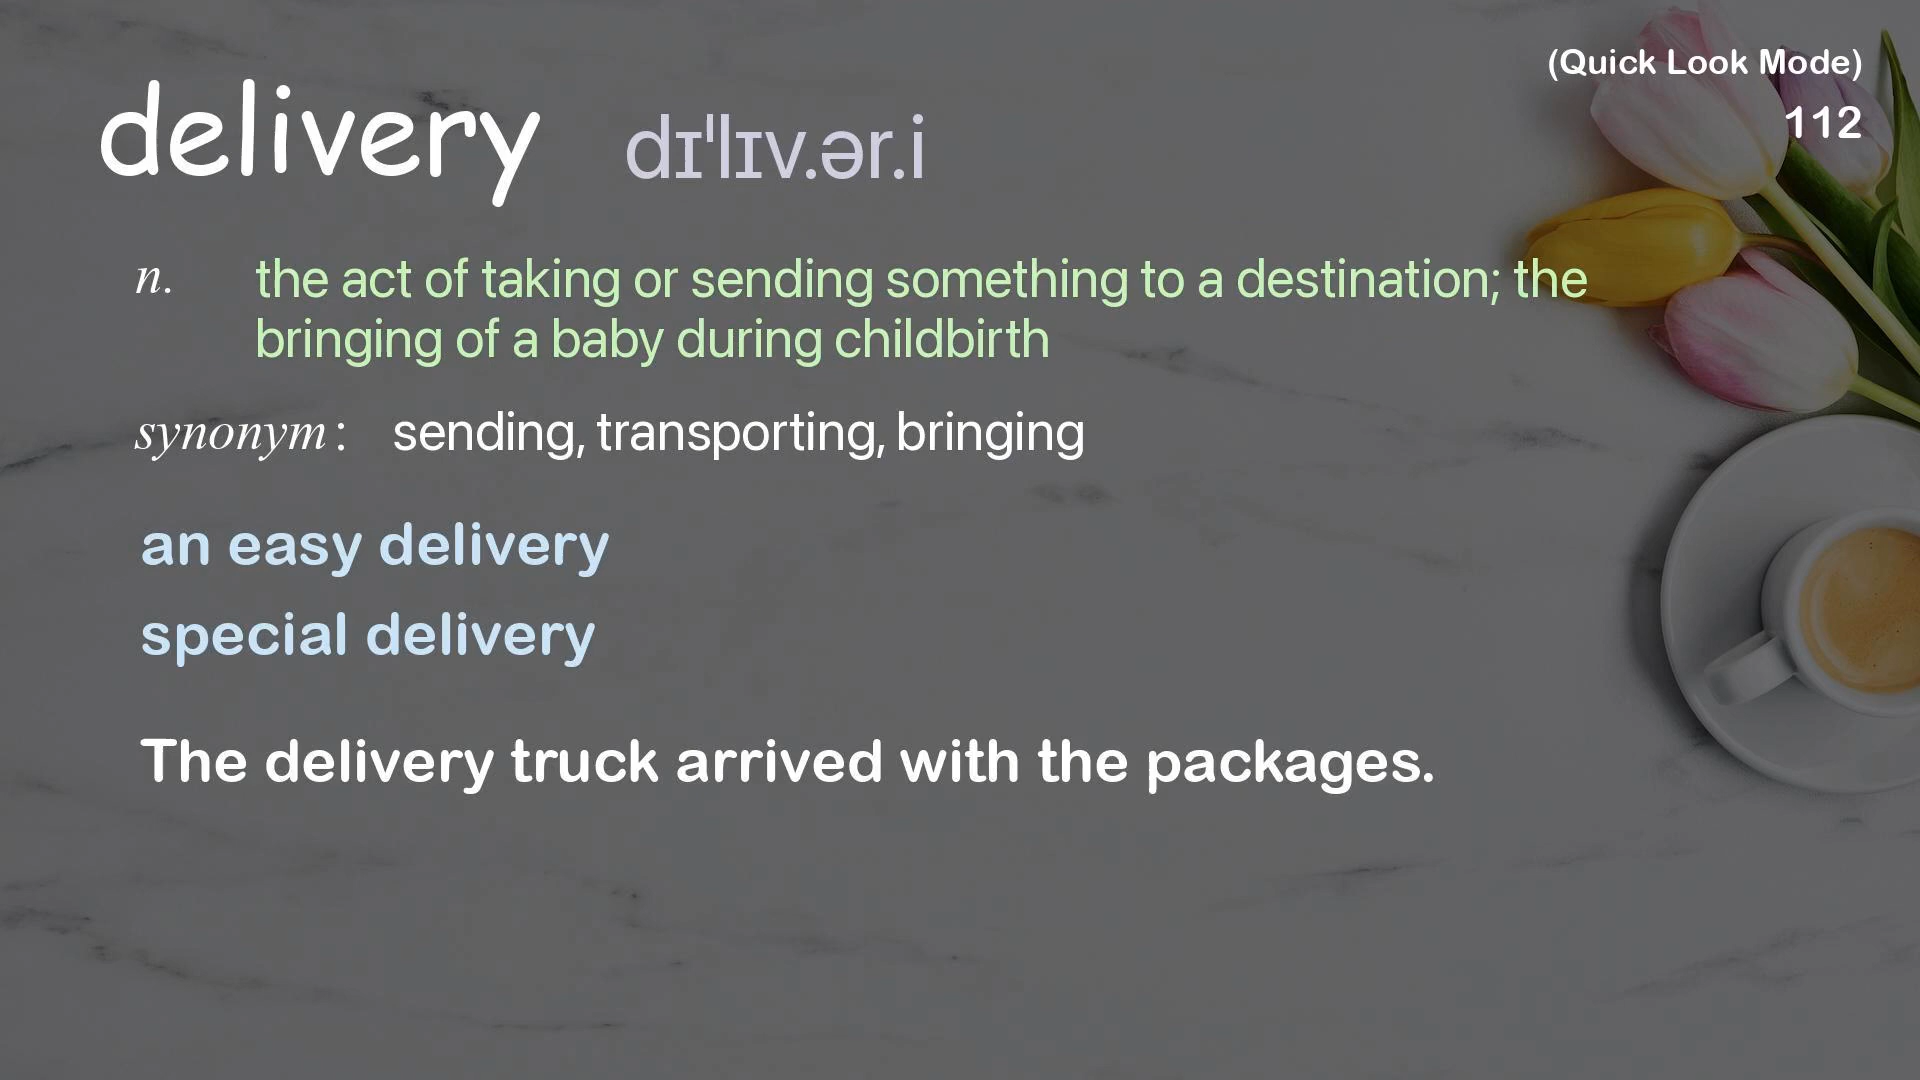 (Quick Look Mode)
112
delivery dɪˈlɪv.ər.i
n. the act of taking or sending something to a destination; the
bringing of a baby during childbirth
synonym: sending, transporting, bringing
an easy delivery
special delivery
The delivery truck arrived with the packages.